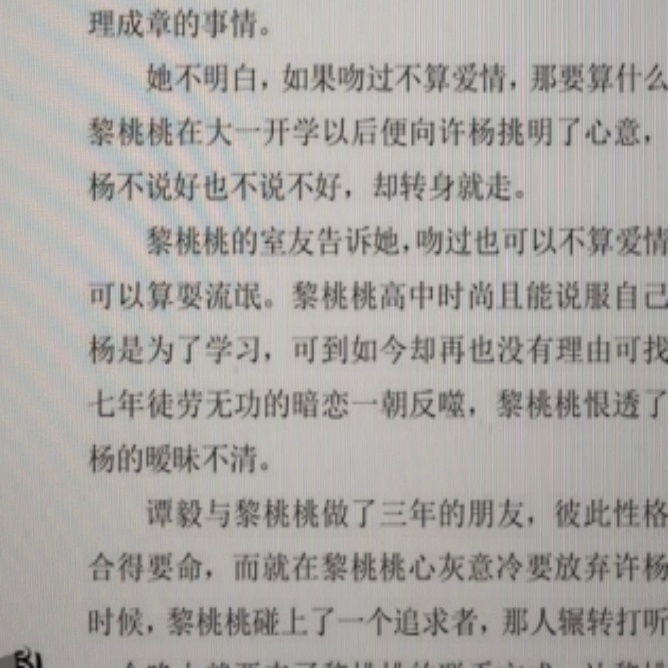 理成章的事情。
她不明白，如果吻过不算爱情，那要算什么
黎桃桃在大一开学以后便向许杨挑明了心意，
杨不说好也不说不好，却转身就走。
黎桃桃的室友告诉她，吻过也可以不算爱情
可以算耍流氓。黎桃桃高中时尚且能说服自己
杨是为了学习，可到如今却再也没有理由可找
七年徒劳无功的暗恋一朝反噬，黎桃桃恨透了
杨的暧昧不清。
谭毅与黎桃桃做了三年的朋友，彼此性格
合得要命，而就在黎桃桃心灰意冷要放弃许杨
时候，黎桃桃碰上了一个追求者，那人辗转打听